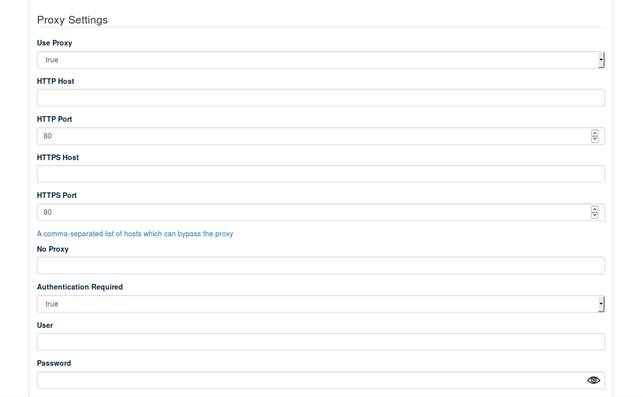 Proxy Settings
Use Proxy
true
HTTP Host
HTTP Port
80
HTTPS Host
HTTPS Port
80
A comma-separated list of hosts which can bypass the proxy
No Proxy
Authentication Required
true
User
Password